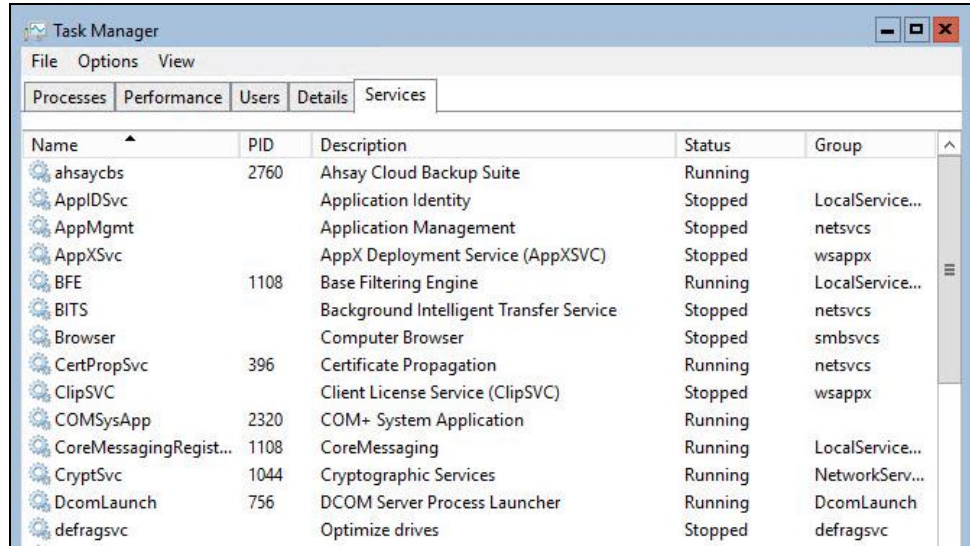 Task Manager
File Options View
Processes Performance Users Details Services
Name PID Description Status Group
ahsaycbs 2760 Ahsay Cloud Backup Suite Running
AppIDSvc Application Identity Stopped LocalService...
AppMgmt Application Management Stopped netsvcs
AppXSvc AppX Deployment Service (AppXSVC) Stopped wsappx
BFE 1108 Base Filtering Engine Running LocalService...
BITS Background Intelligent Transfer Service Stopped netsvcs
Browser Computer Browser Stopped smbsvcs
CertPropSvc 396 Certificate Propagation Running netsvcs
ClipSVC Client License Service (ClipSVC) Stopped wsappx
COMSysApp 2320 COM+ System Application Running
CoreMessagingRegist... 1108 CoreMessaging Running LocalService...
CryptSvc 1044 Cryptographic Services Running NetworkServ...
DcomLaunch 756 DCOM Server Process Launcher Running DcomLaunch
defragsvc Optimize drives Stopped defragsvc